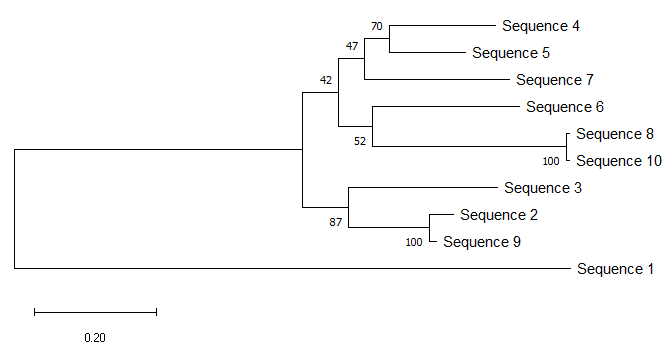 70
Sequence 4
47
Sequence 5
42
Sequence 7
Sequence 6
52
Sequence 8
100
Sequence 10
Sequence 3
87
Sequence 2
100
Sequence 9
Sequence 1
0.20